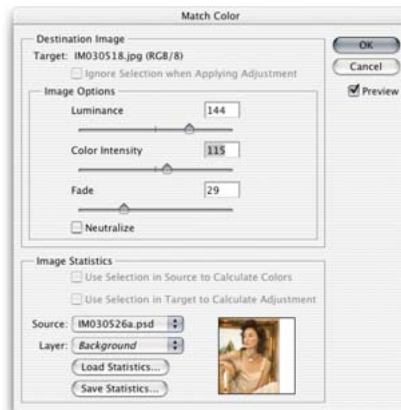 Match Color
Destination Image
Target: IM030518.jpg (RGB/8)
Ignore Selection when Applying Adjustment
Image Options
Luminance 144
Color Intensity 115
Fade 29
Neutralize
OK
Cancel
Preview
Image Statistics
Use Selection in Source to Calculate Colors
Use Selection in Target to Calculate Adjustment
Source: IM030526a.psd
Layer: Background
Load Statistics...
Save Statistics...